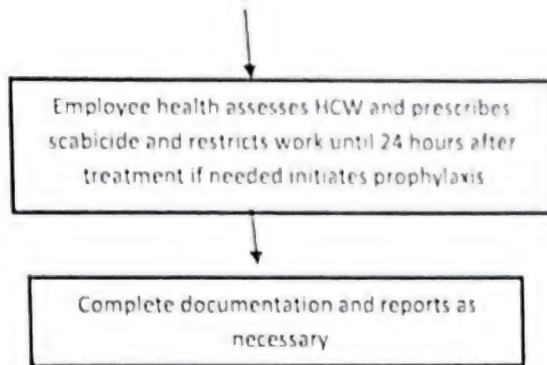 Employee health assesses HCW and prescribes
scabicide and restricts work until 24 hours after
treatment if needed initiates prophylaxis
Complete documentation and reports as
necessary